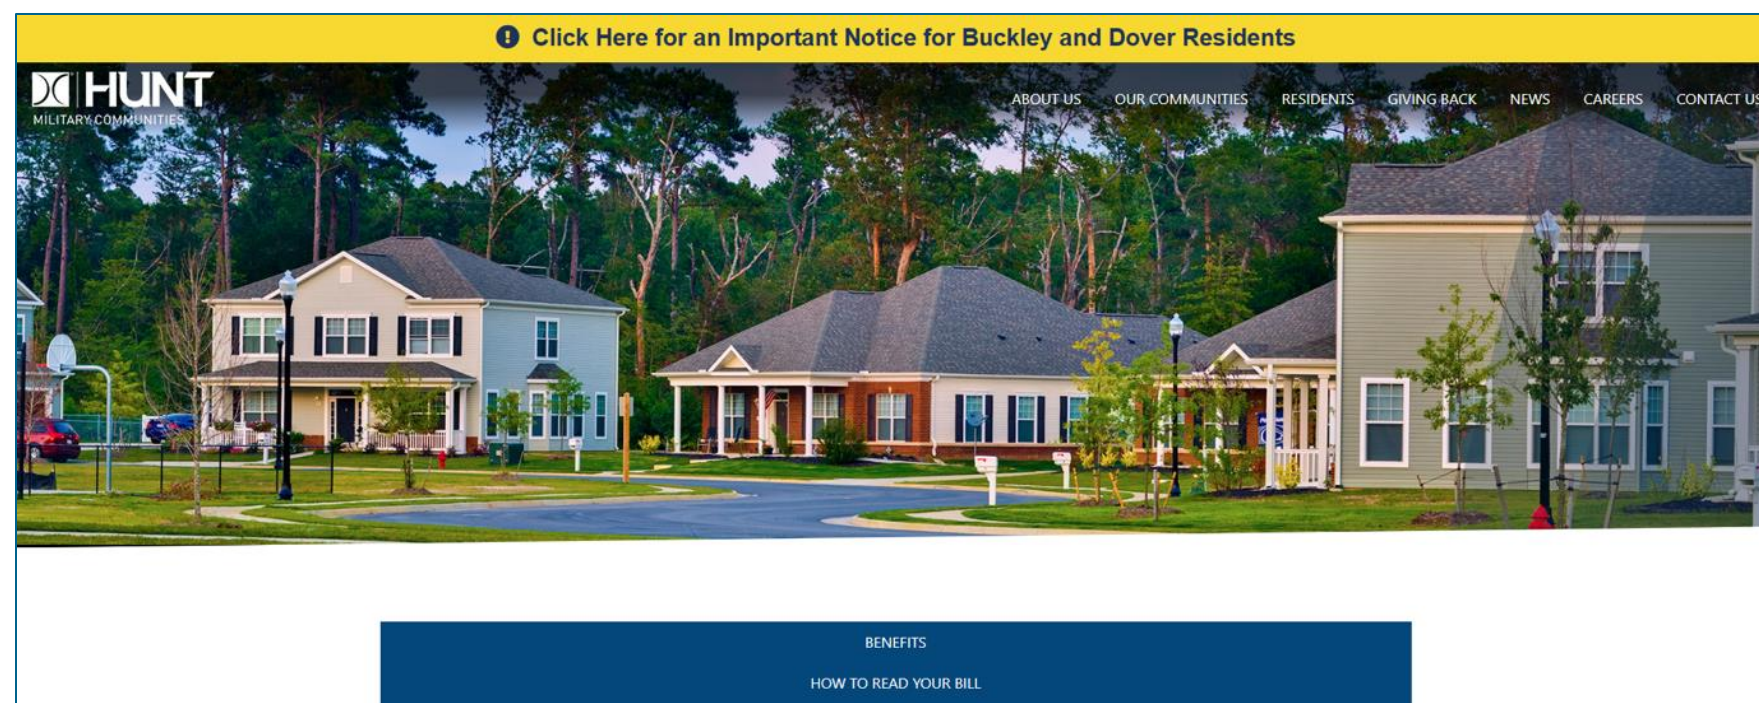 Click Here for an Important Notice for Buckley and Dover Residents
HUNT
MILITARY COMMUNITIES
ABOUT US OUR COMMUNITIES RESIDENTS GIVING BACK NEWS CAREERS CONTACT US
BENEFITS
HOW TO READ YOUR BILL